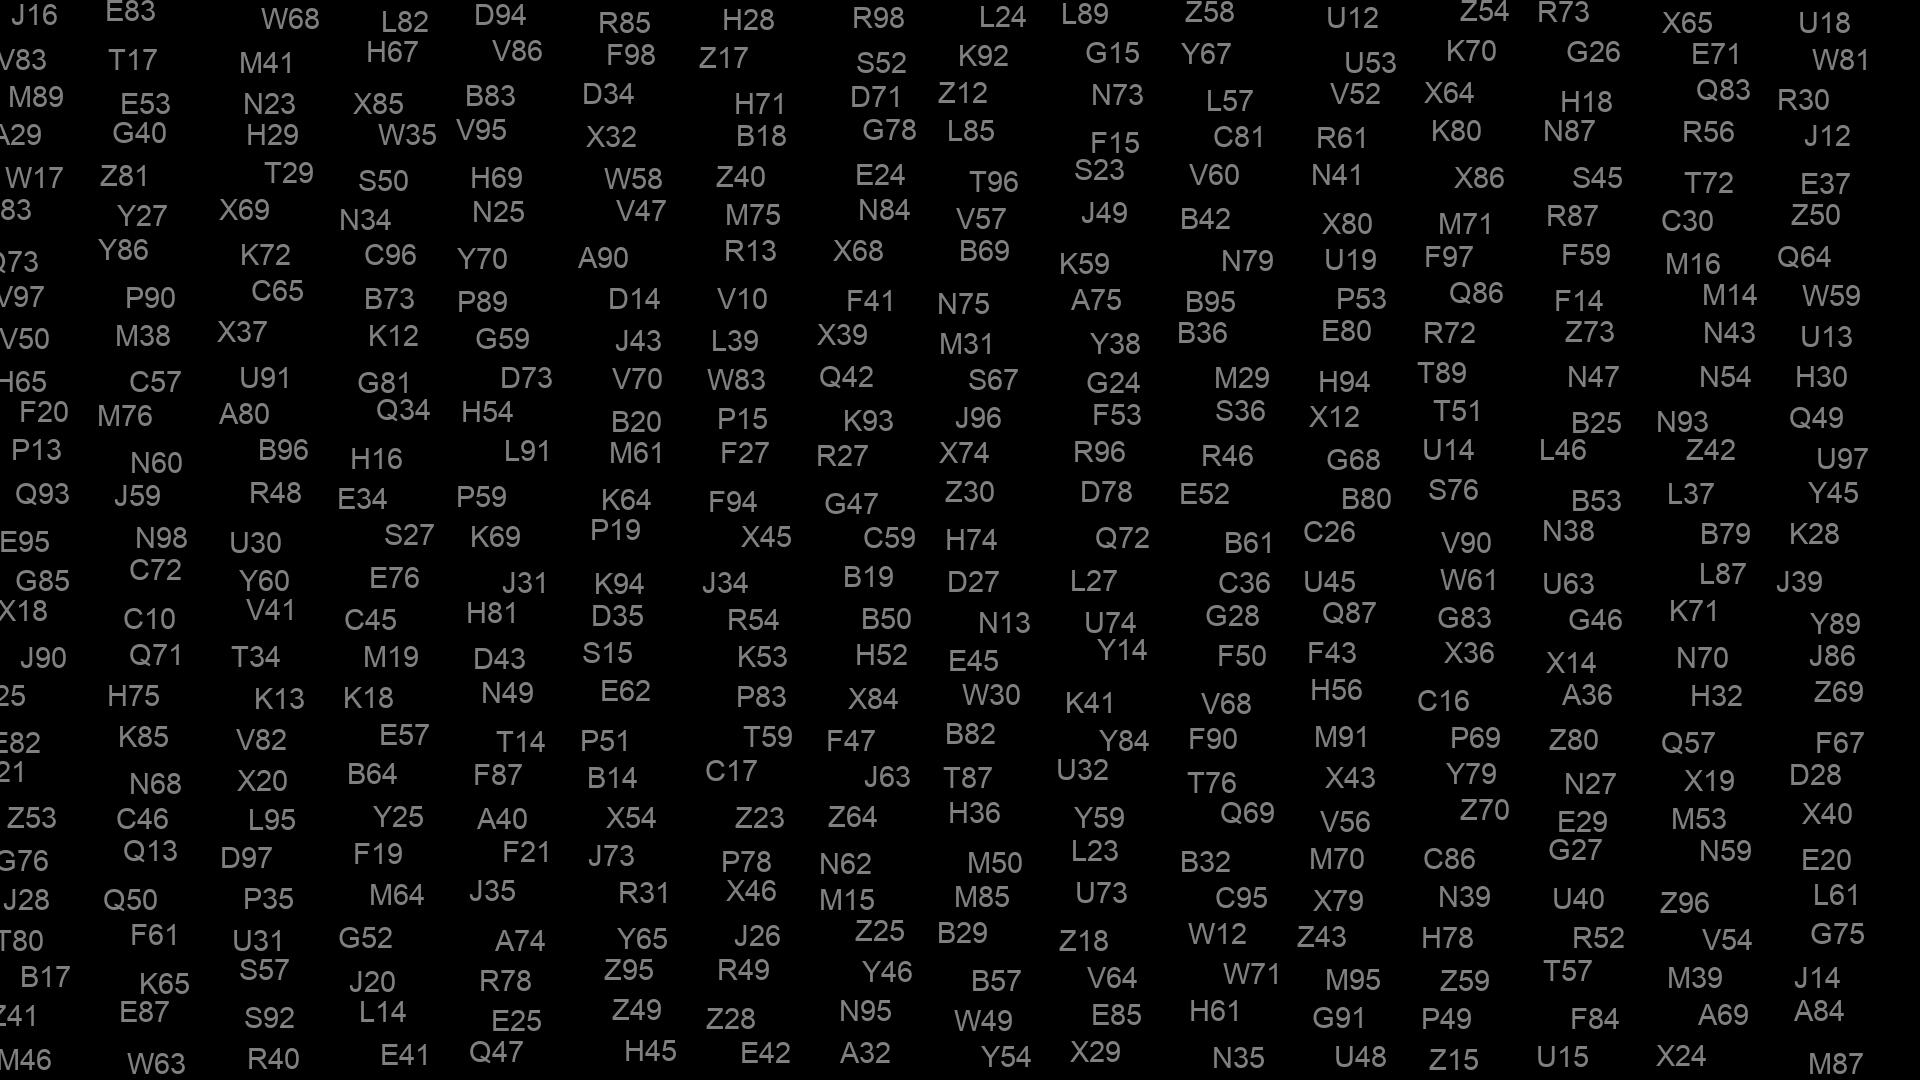 J16 E83 W68 L82 D94 R85 H28 R98 L24 L89 Z58 U12 Z54 R73 X65 U18
V83 T17 M41 H67 V86 F98 Z17 S52 K92 G15 Y67 U53 K70 G26 E71 W81
M89 E53 N23 X85 B83 D34 H71 D71 Z12 N73 L57 V52 X64 H18 Q83 R30
A29 G40 H29 W35 V95 X32 B18 G78 L85 F15 C81 R61 K80 N87 R56 J12
W17 Z81 T29 S50 H69 W58 Z40 E24 T96 S23 V60 N41 X86 S45 T72 E37
83 Y27 X69 N34 N25 V47 M75 N84 V57 J49 B42 X80 M71 R87 C30 Z50
Q73 Y86 K72 C96 Y70 A90 R13 X68 B69 K59 N79 U19 F97 F59 M16 Q64
V97 P90 C65 B73 P89 D14 V10 F41 N75 A75 B95 P53 Q86 F14 M14 W59
V50 M38 X37 K12 G59 J43 L39 X39 M31 Y38 B36 E80 R72 Z73 N43 U13
H65 C57 U91 G81 D73 V70 W83 Q42 S67 G24 M29 H94 T89 N47 N54 H30
F20 M76 A80 Q34 H54 B20 P15 K93 J96 F53 S36 X12 T51 B25 N93 Q49
P13 N60 B96 H16 L91 M61 F27 R27 X74 R96 R46 G68 U14 L46 Z42 U97
Q93 J59 R48 E34 P59 K64 F94 G47 Z30 D78 E52 B80 S76 B53 L37 Y45
E95 N98 U30 S27 K69 P19 X45 C59 H74 Q72 B61 C26 V90 N38 B79 K28
G85 C72 Y60 E76 J31 K94 J34 B19 D27 L27 C36 U45 W61 U63 L87 J39
X18 C10 V41 C45 H81 D35 R54 B50 N13 U74 G28 Q87 G83 G46 K71 Y89
J90 Q71 T34 M19 D43 S15 K53 H52 E45 Y14 F50 F43 X36 X14 N70 J86
25 H75 K13 K18 N49 E62 P83 X84 W30 K41 V68 H56 C16 A36 H32 Z69
E82 K85 V82 E57 T14 P51 T59 F47 B82 Y84 F90 M91 P69 Z80 Q57 F67
21 N68 X20 B64 F87 B14 C17 J63 T87 U32 T76 X43 Y79 N27 X19 D28
Z53 C46 L95 Y25 A40 X54 Z23 Z64 H36 Y59 Q69 V56 Z70 E29 M53 X40
G76 Q13 D97 F19 F21 J73 P78 N62 M50 L23 B32 M70 C86 G27 N59 E20
J28 Q50 P35 M64 J35 R31 X46 M15 M85 U73 C95 X79 N39 U40 Z96 L61
T80 F61 U31 G52 A74 Y65 J26 Z25 B29 Z18 W12 Z43 H78 R52 V54 G75
B17 K65 S57 J20 R78 Z95 R49 Y46 B57 V64 W71 M95 Z59 T57 M39 J14
Z41 E87 S92 L14 E25 Z49 Z28 N95 W49 E85 H61 G91 P49 F84 A69 A84
M46 W63 R40 E41 Q47 H45 E42 A32 Y54 X29 N35 U48 Z15 U15 X24 M87